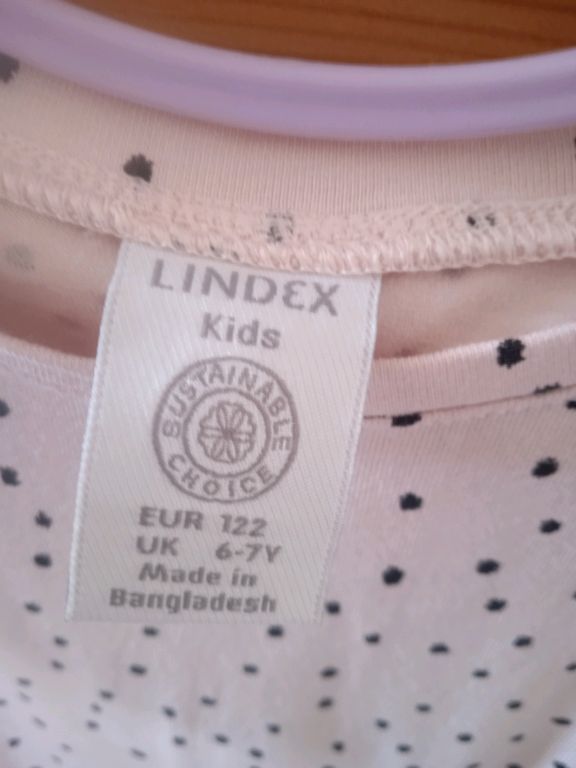 LINDEX
Kids
SUSTAINABLE
CHOICE
EUR 122
UK 6-7Y
Made in
Bangladesh